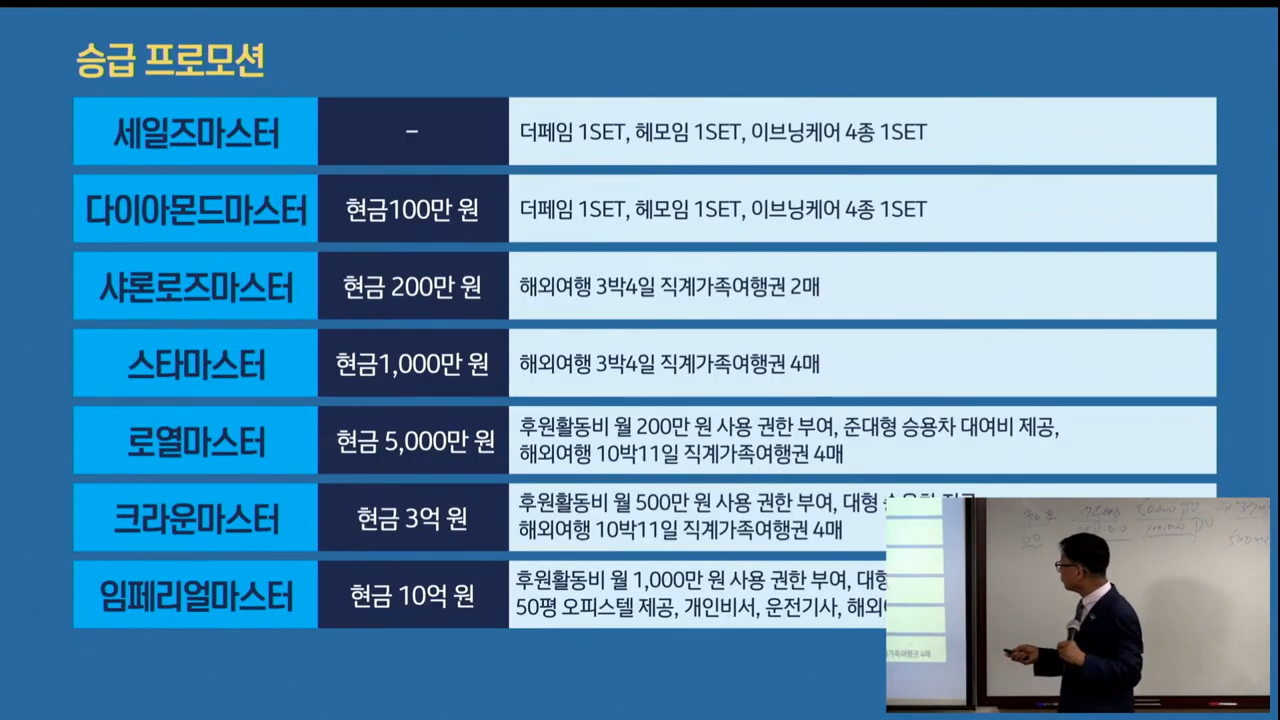 승급 프로모션
세일즈마스터
–
더페임 1SET, 헤모임 1SET, 이브닝케어 4종 1SET
다이아몬드마스터
현금100만 원
더페임 1SET, 헤모임 1SET, 이브닝케어 4종 1SET
샤론로즈마스터
현금 200만 원
해외여행 3박4일 직계가족여행권 2매
스타마스터
현금1,000만 원
해외여행 3박4일 직계가족여행권 4매
로열마스터
현금 5,000만 원
후원활동비 월 200만 원 사용 권한 부여, 준대형 승용차 대여비 제공,
해외여행 10박11일 직계가족여행권 4매
크라운마스터
현금 3억 원
후원활동비 월 500만 원 사용 권한 부여, 대형
해외여행 10박11일 직계가족여행권 4매
임페리얼마스터
현금 10억 원
후원활동비 월 1,000만 원 사용 권한 부여, 대형
50평 오피스텔 제공, 개인비서, 운전기사,
가족여행권 4매